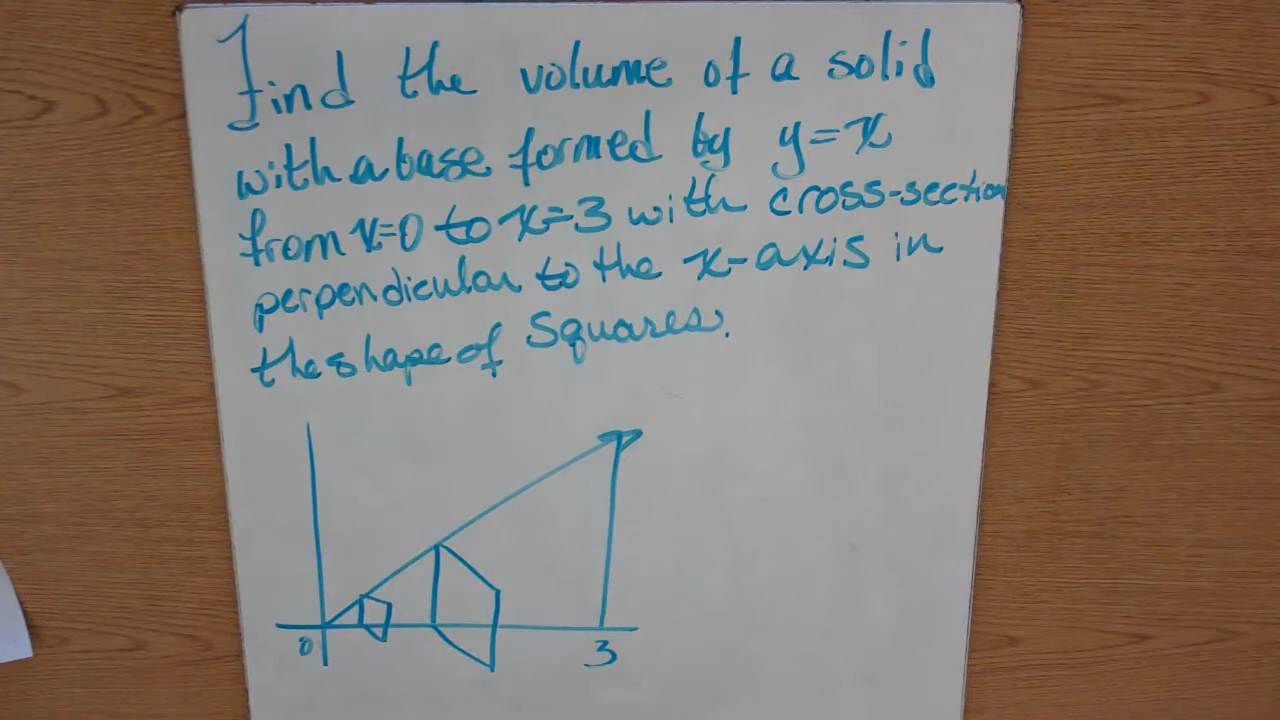 Find the volume of a solid
with a base formed by y=x
from x=0 to x=3 with cross-section
perpendicular to the x-axis in
the shape of squares.
0 3